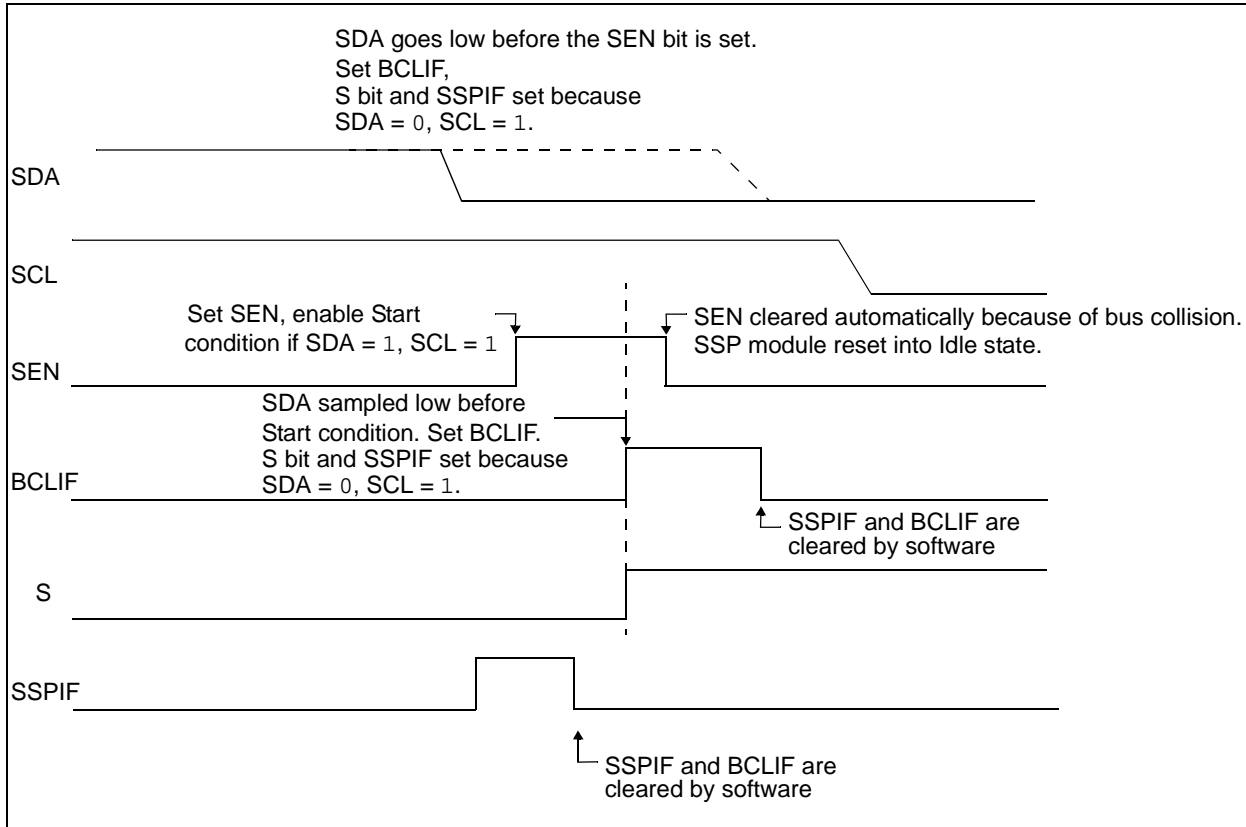 SDA goes low before the SEN bit is set.
Set BCLIF,
S bit and SSPIF set because
SDA = 0, SCL = 1.
SDA
SCL
Set SEN, enable Start
condition if SDA = 1, SCL = 1
SEN cleared automatically because of bus collision.
SSP module reset into Idle state.
SEN
SDA sampled low before
Start condition. Set BCLIF.
S bit and SSPIF set because
SDA = 0, SCL = 1.
BCLIF
SSPIF and BCLIF are
cleared by software
S
SSPIF
SSPIF and BCLIF are
cleared by software